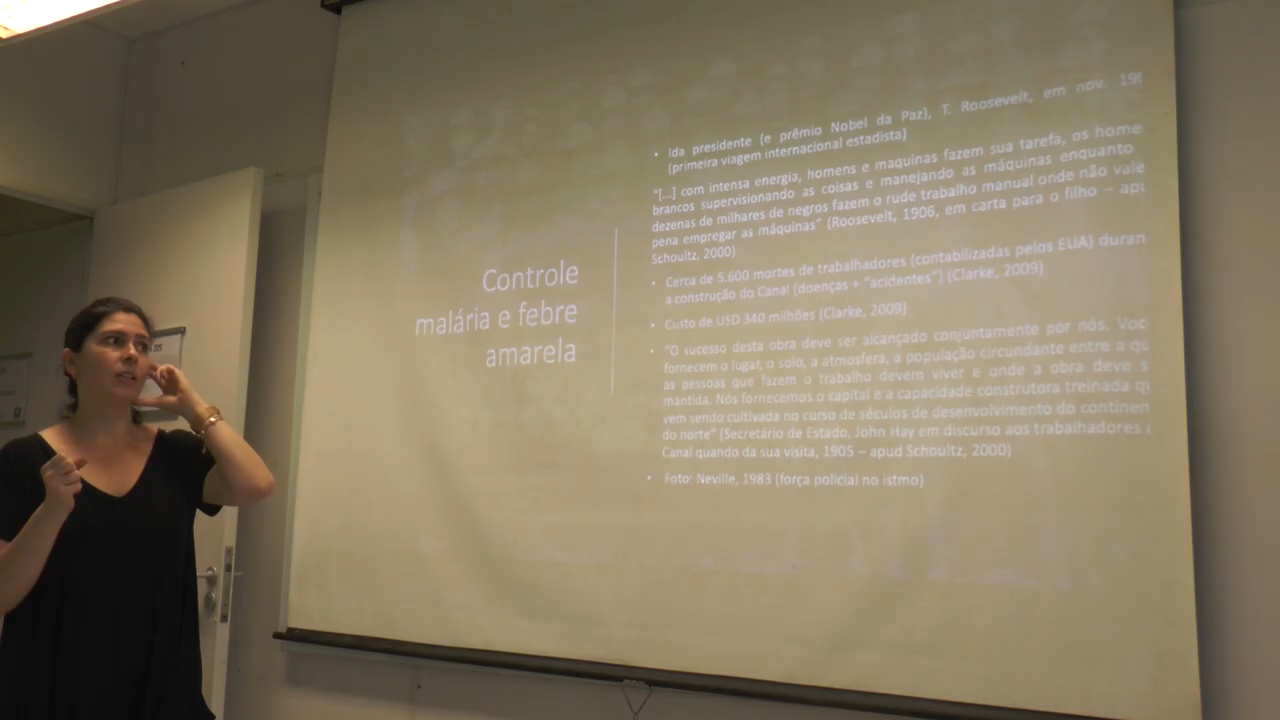 Controle
malária e febre
amarela
• Ida presidente (e prêmio Nobel da Paz), T. Roosevelt, em nov. 190
(primeira viagem internacional estadista)
"[...] com intensa energia, homens e maquinas fazem sua tarefa, os home
brancos supervisionando as coisas e manejando as máquinas enquanto
dezenas de milhares de negros fazem o rude trabalho manual onde não vale
pena empregar as máquinas" (Roosevelt, 1906, em carta para o filho – apu
Schoultz, 2000)
• Cerca de 5.600 mortes de trabalhadores (contabilizadas pelos EUA) duran
a construção do Canal (doenças + "acidentes") (Clarke, 2009)
• Custo de USD 340 milhões (Clarke, 2009)
• "O sucesso desta obra deve ser alcançado conjuntamente por nós. Voc
fornecem o lugar, o solo, a atmosfera, a população circundante entre a qu
as pessoas que fazem o trabalho devem viver e onde a obra deve s
mantida. Nós fornecemos o capital e a capacidade construtora treinada qu
vem sendo cultivada no curso de séculos de desenvolvimento do continen
do norte" (Secretário de Estado, John Hay em discurso aos trabalhadores
Canal quando da sua visita, 1905 – apud Schoultz, 2000)
• Foto: Neville, 1983 (força policial no istmo)